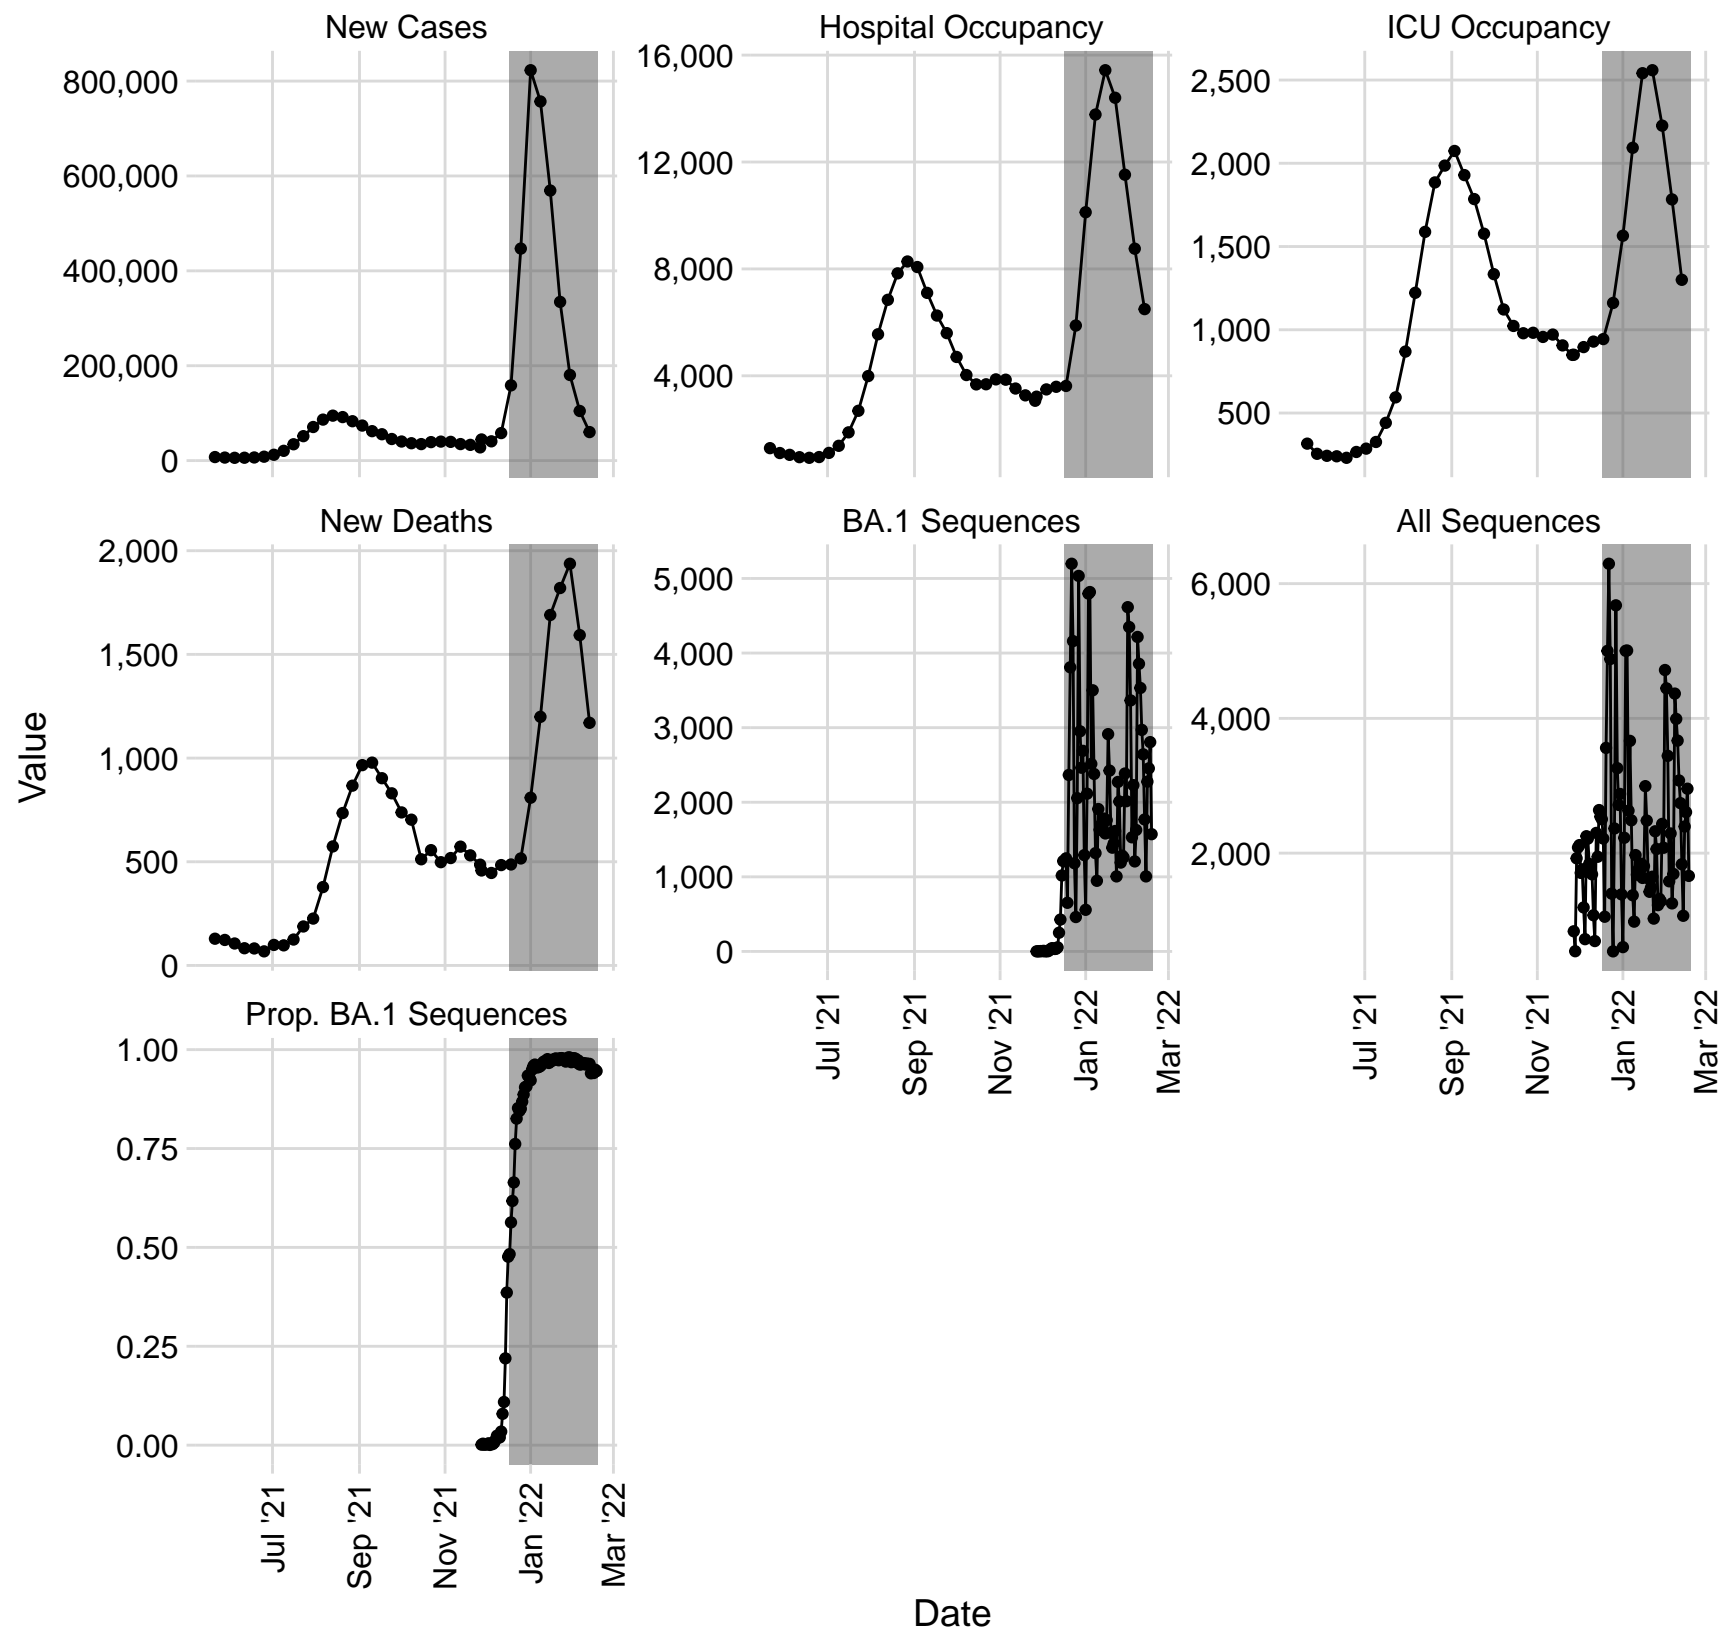 New Cases
Hospital Occupancy
ICU Occupancy
800,000
600,000
400,000
200,000
0
16,000
12,000
8,000
4,000
2,500
2,000
1,500
1,000
500
New Deaths
BA.1 Sequences
All Sequences
2,000
1,500
1,000
500
0
5,000
4,000
3,000
2,000
1,000
0
6,000
4,000
2,000
Jul '21
Sep '21
Nov '21
Jan '22
Mar '22
Jul '21
Sep '21
Nov '21
Jan '22
Mar '22
Value
Prop. BA.1 Sequences
1.00
0.75
0.50
0.25
0.00
Jul '21
Sep '21
Nov '21
Jan '22
Mar '22
Date